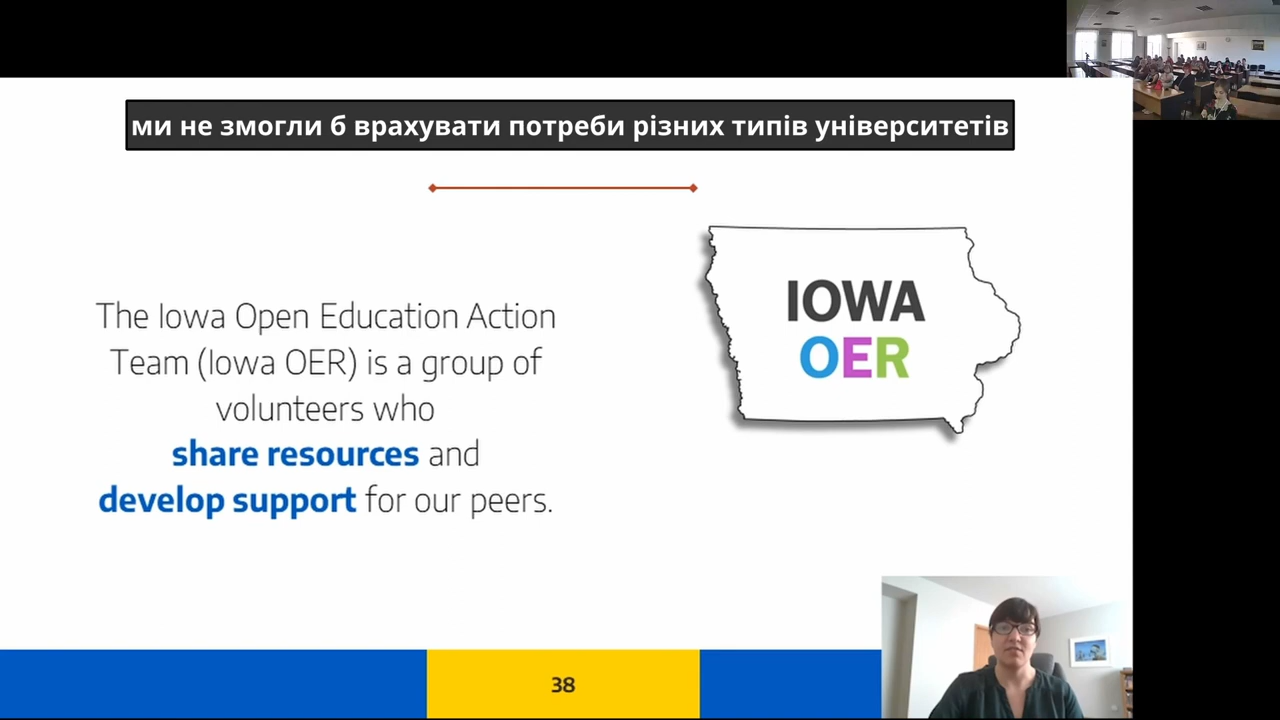 ми не змогли б врахувати потреби різних типів університетів
The Iowa Open Education Action
Team (Iowa OER) is a group of
volunteers who
share resources and
develop support for our peers.
IOWA
OER
38